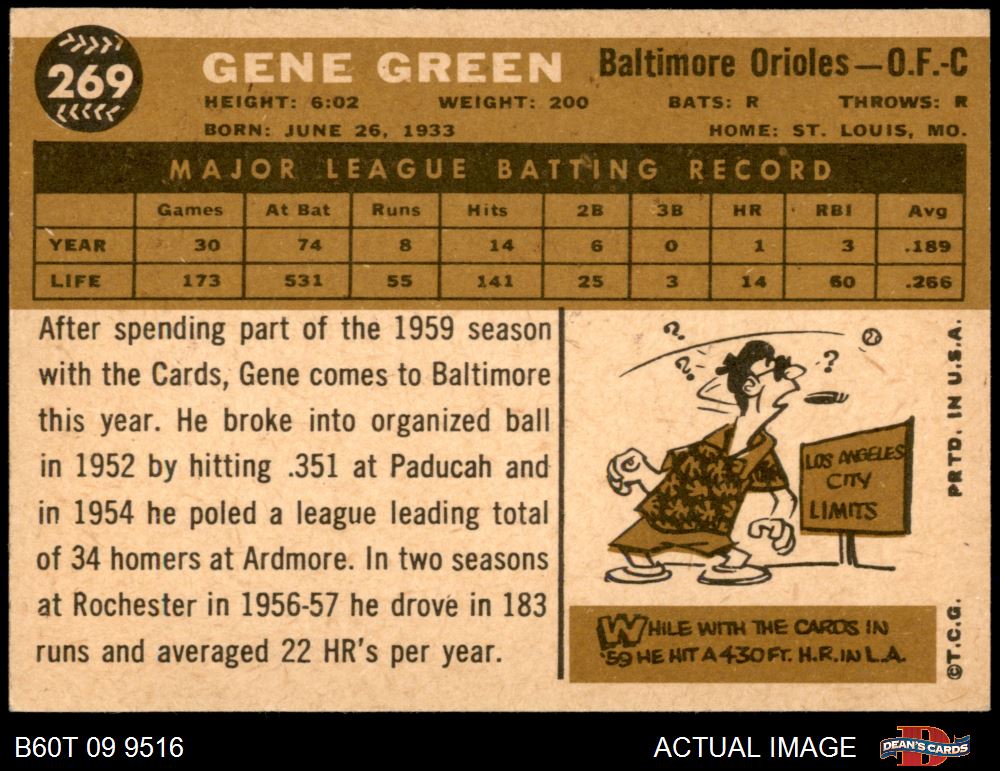 269
GENE GREEN
Baltimore Orioles—O.F.-C
HEIGHT: 6:02 WEIGHT: 200 BATS: R THROWS: R
BORN: JUNE 26, 1933 HOME: ST. LOUIS, MO.
MAJOR LEAGUE BATTING RECORD
Games At Bat Runs Hits 2B 3B HR RBI Avg
YEAR 30 74 8 14 6 0 1 3 .189
LIFE 173 531 55 141 25 3 14 60 .266
After spending part of the 1959 season
with the Cards, Gene comes to Baltimore
this year. He broke into organized ball
in 1952 by hitting .351 at Paducah and
in 1954 he poled a league leading total
of 34 homers at Ardmore. In two seasons
at Rochester in 1956-57 he drove in 183
runs and averaged 22 HR's per year.
? ? ?
LOS ANGELES
CITY
LIMITS
WHILE WITH THE CARDS IN
'59 HE HIT A 430 FT. H.R. IN L.A.
©T.C.G. PRTD. IN U.S.A.
B60T 09 9516
ACTUAL IMAGE
D
DEAN'S CARDS